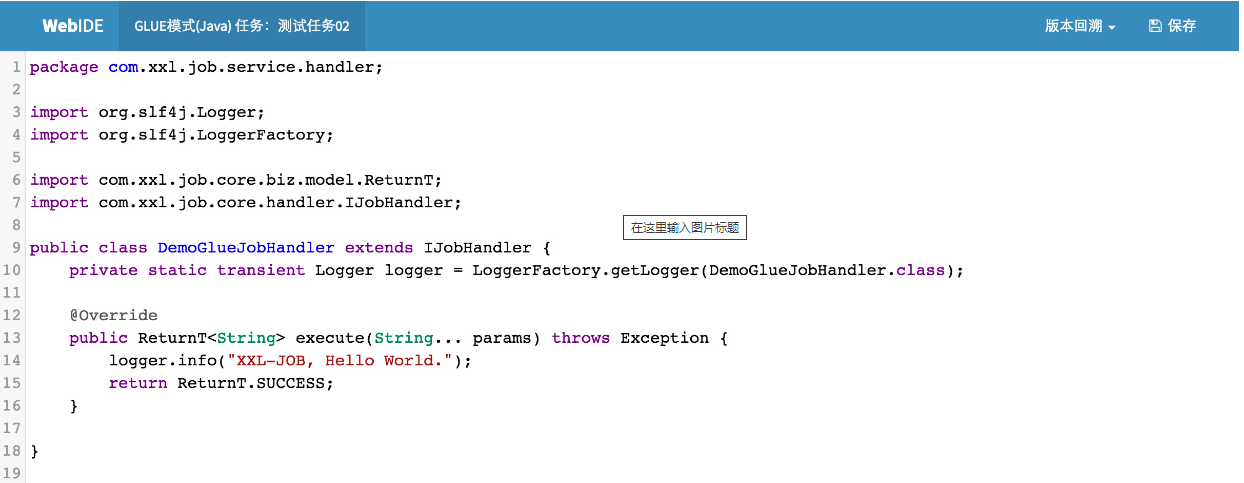 WebIDE GLUE模式(Java) 任务：测试任务02 版本回溯 保存
1 package com.xxl.job.service.handler;
2
3 import org.slf4j.Logger;
4 import org.slf4j.LoggerFactory;
5
6 import com.xxl.job.core.biz.model.ReturnT;
7 import com.xxl.job.core.handler.IJobHandler;
8
在这里输入图片标题
9 public class DemoGlueJobHandler extends IJobHandler {
10 private static transient Logger logger = LoggerFactory.getLogger(DemoGlueJobHandler.class);
11
12 @Override
13 public ReturnT<String> execute(String... params) throws Exception {
14 logger.info("XXL-JOB, Hello World.");
15 return ReturnT.SUCCESS;
16 }
17
18 }
19